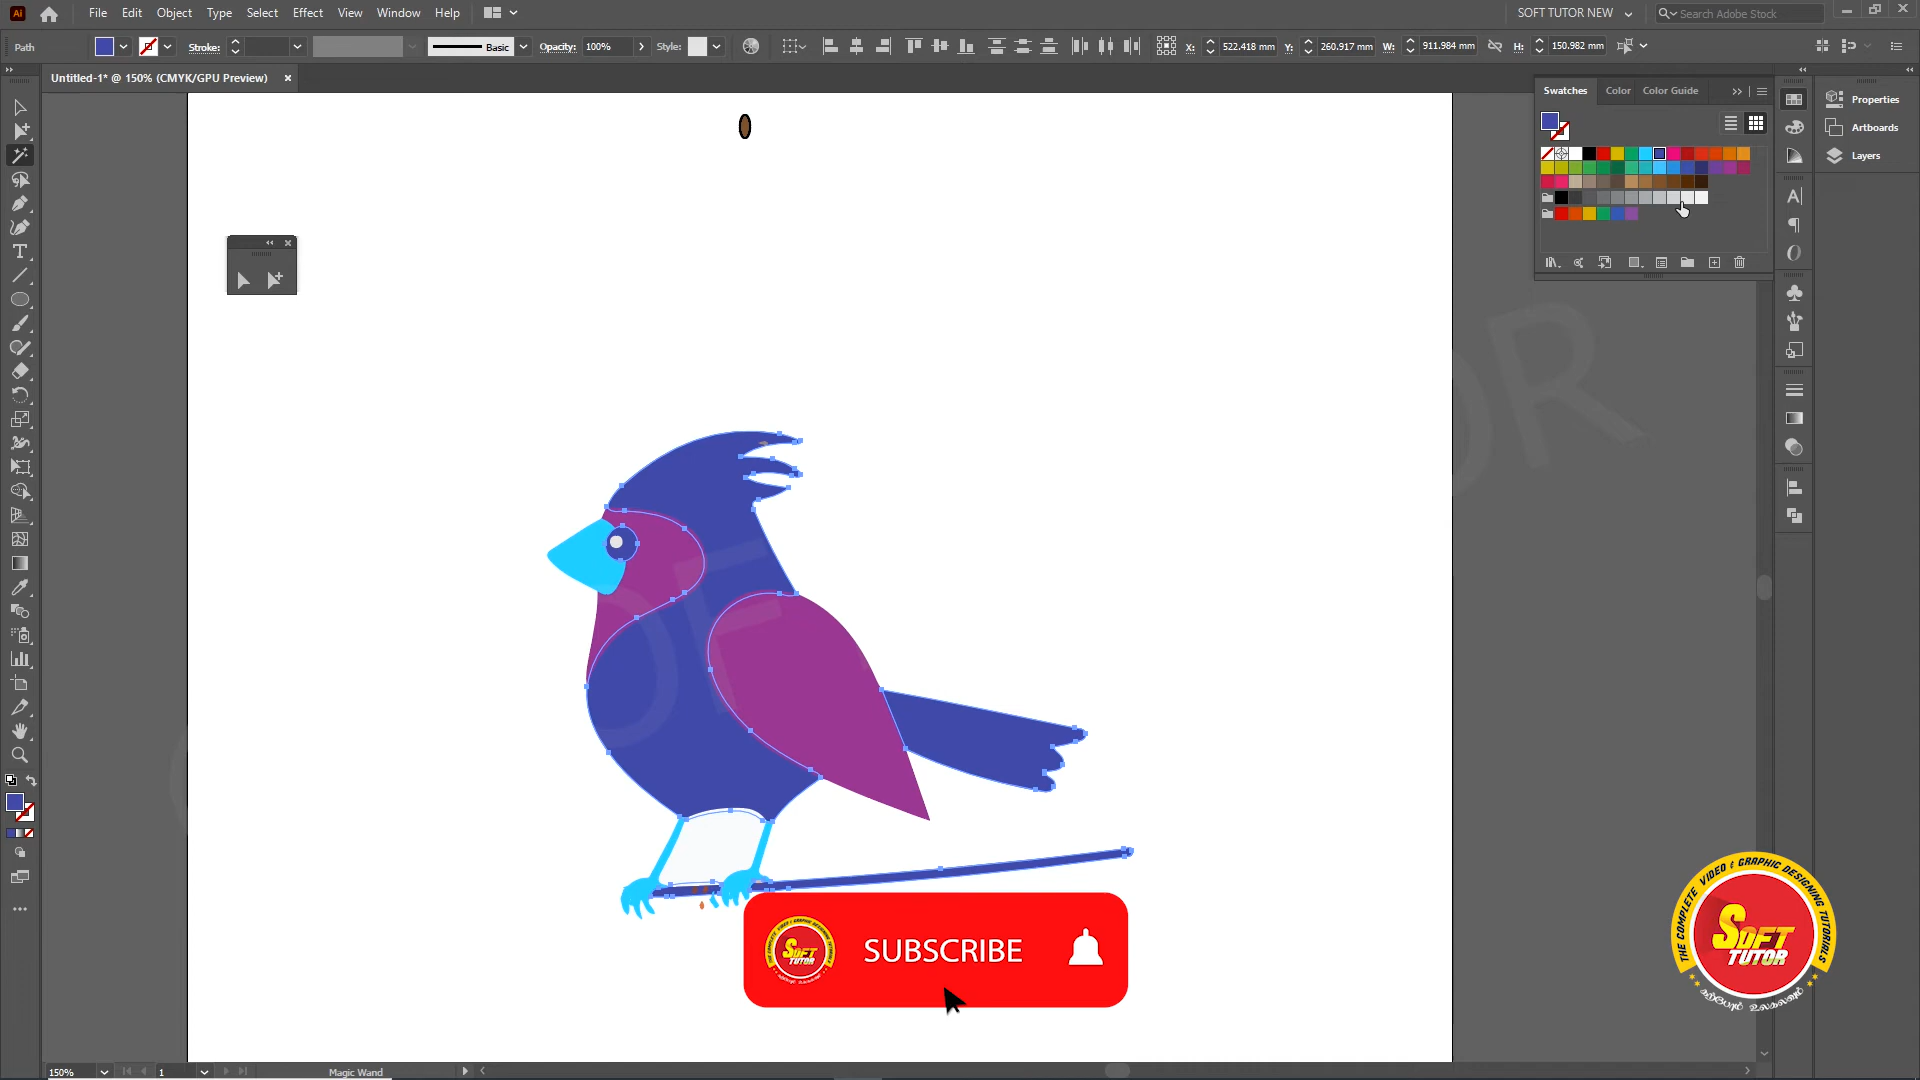 Ai File Edit Object Type Select Effect View Window Help SOFT TUTOR NEW Search Adobe Stock
Path Stroke: Basic Opacity: 100% Style: X: 522.418 mm Y: 260.917 mm W: 911.984 mm H: 150.982 mm
Untitled-1* @ 150% (CMYK/GPU Preview)
Swatches Color Color Guide
Properties
Artboards
Layers
SUBSCRIBE
SOFT
TUTOR
THE COMPLETE VIDEO & GRAPHIC DESIGNING TUTORIALS
SOFT
TUTOR
150% 1 Magic Wand